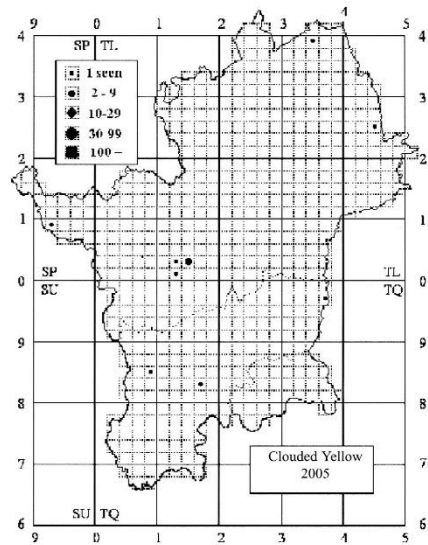 9 0 1 2 3 4 5
4 SP TL 4
1 seen
2 - 9
10-29
3 3
30 99
100 –
2 2
1 1
SP TL
0 0
SU TQ
9 9
8 8
7 Clouded Yellow 7
2005
6 SU TQ 6
9 0 1 2 3 4 5